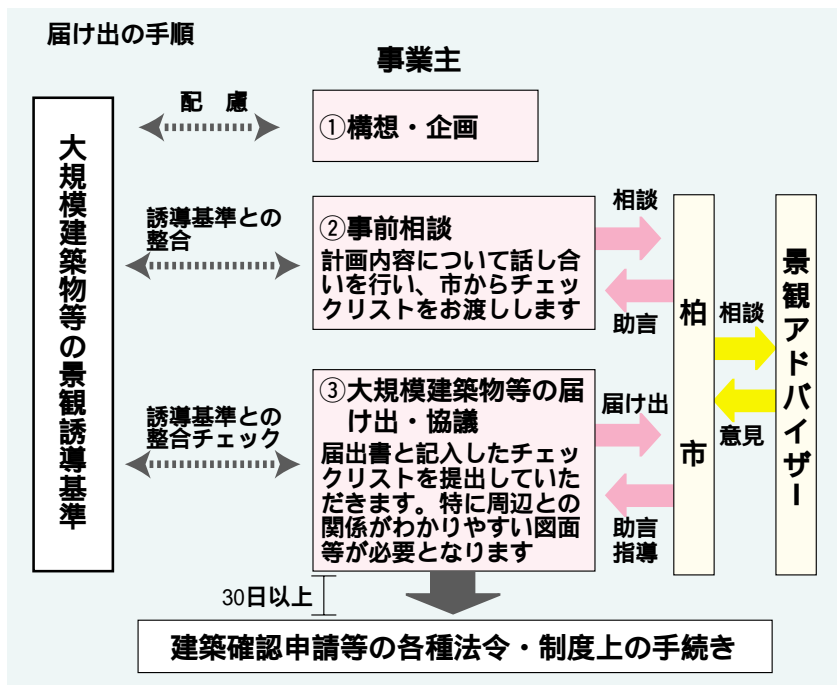 届け出の手順
事業主
大規模建築物等の景観誘導基準
配　慮
①構想・企画
誘導基準との
整合
②事前相談
計画内容について話し合
いを行い、市からチェッ
クリストをお渡しします
相談
助言
誘導基準との
整合チェック
③大規模建築物等の届
け出・協議
届出書と記入したチェッ
クリストを提出していた
だきます。特に周辺との
関係がわかりやすい図面
等が必要となります
届け出
助言
指導
柏　市
相談
意見
景観アドバイザー
30日以上
建築確認申請等の各種法令・制度上の手続き